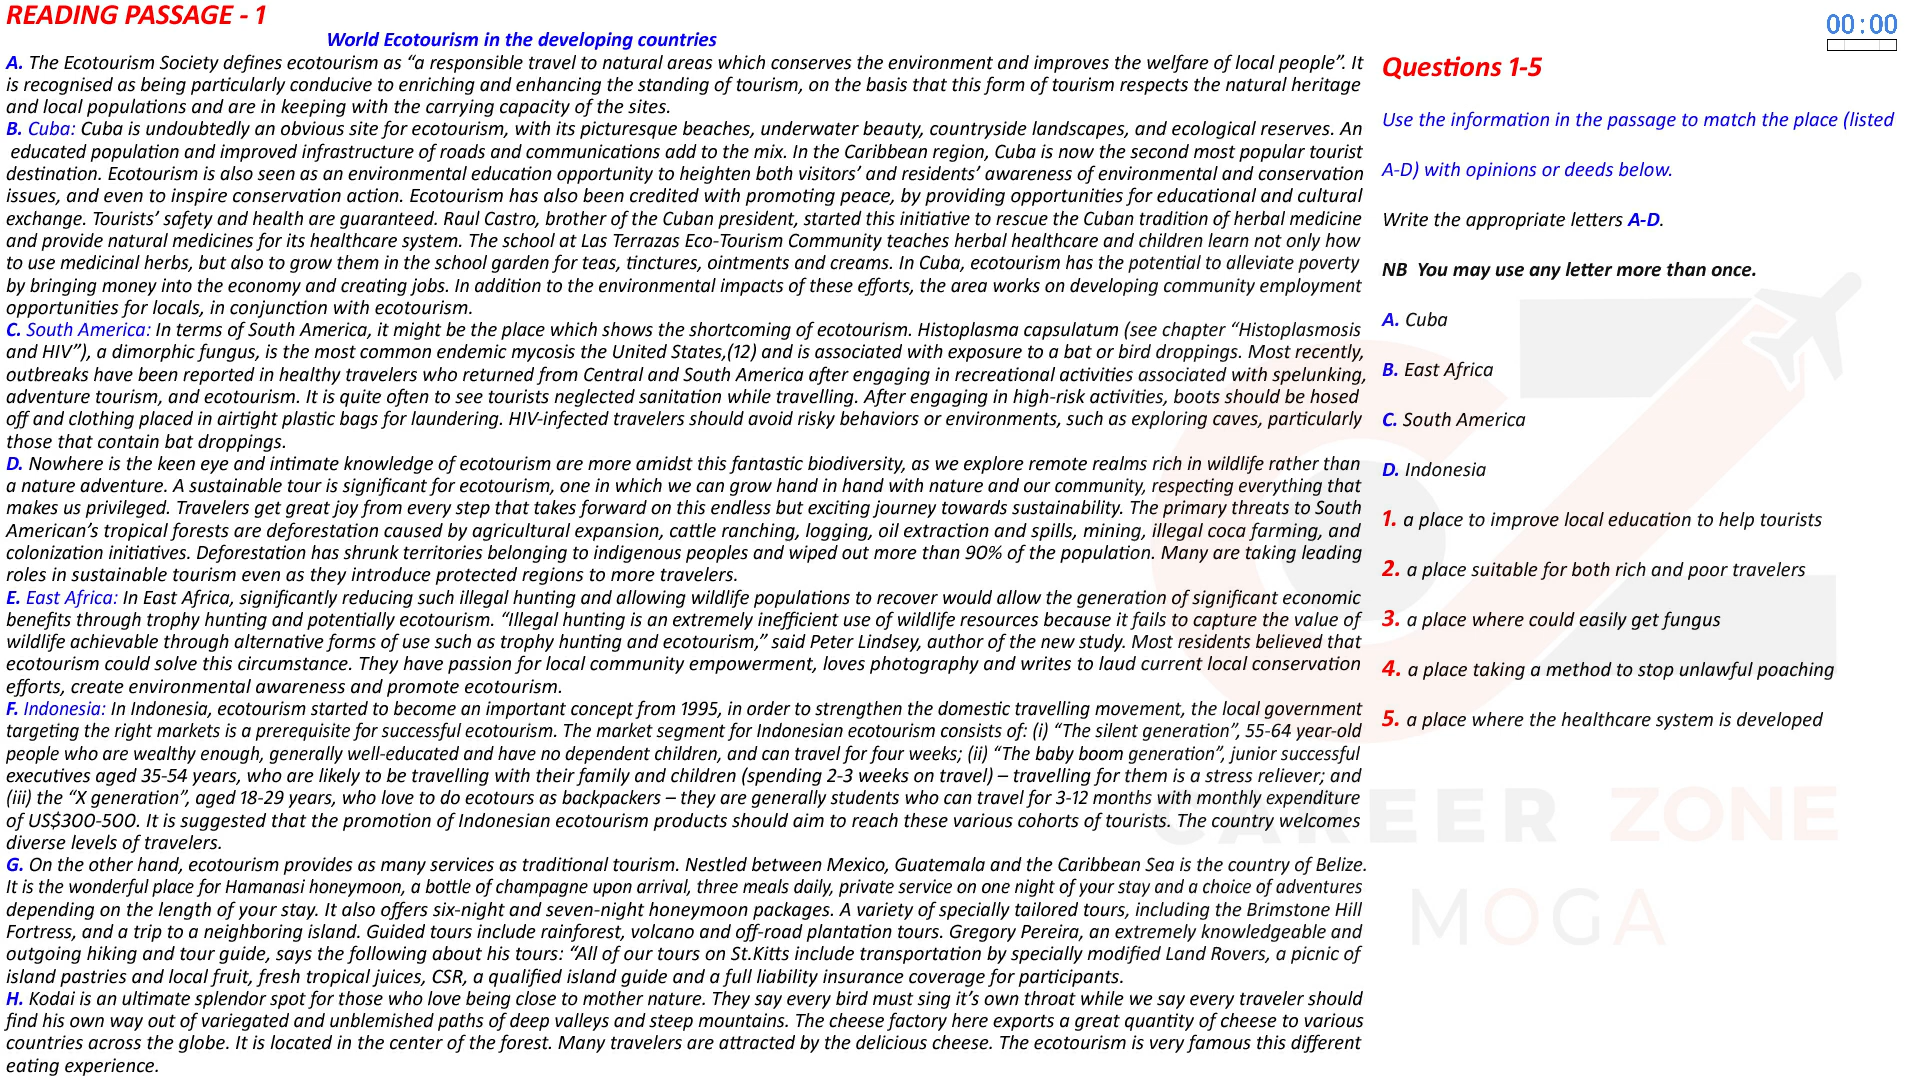 READING PASSAGE - 1
World Ecotourism in the developing countries
A. The Ecotourism Society defines ecotourism as “a responsible travel to natural areas which conserves the environment and improves the welfare of local people”. It
is recognised as being particularly conducive to enriching and enhancing the standing of tourism, on the basis that this form of tourism respects the natural heritage
and local populations and are in keeping with the carrying capacity of the sites.
B. Cuba: Cuba is undoubtedly an obvious site for ecotourism, with its picturesque beaches, underwater beauty, countryside landscapes, and ecological reserves. An
educated population and improved infrastructure of roads and communications add to the mix. In the Caribbean region, Cuba is now the second most popular tourist
destination. Ecotourism is also seen as an environmental education opportunity to heighten both visitors’ and residents’ awareness of environmental and conservation
issues, and even to inspire conservation action. Ecotourism has also been credited with promoting peace, by providing opportunities for educational and cultural
exchange. Tourists’ safety and health are guaranteed. Raul Castro, brother of the Cuban president, started this initiative to rescue the Cuban tradition of herbal medicine
and provide natural medicines for its healthcare system. The school at Las Terrazas Eco-Tourism Community teaches herbal healthcare and children learn not only how
to use medicinal herbs, but also to grow them in the school garden for teas, tinctures, ointments and creams. In Cuba, ecotourism has the potential to alleviate poverty
by bringing money into the economy and creating jobs. In addition to the environmental impacts of these efforts, the area works on developing community employment
opportunities for locals, in conjunction with ecotourism.
C. South America: In terms of South America, it might be the place which shows the shortcoming of ecotourism. Histoplasma capsulatum (see chapter “Histoplasmosis
and HIV”), a dimorphic fungus, is the most common endemic mycosis the United States,(12) and is associated with exposure to a bat or bird droppings. Most recently,
outbreaks have been reported in healthy travelers who returned from Central and South America after engaging in recreational activities associated with spelunking,
adventure tourism, and ecotourism. It is quite often to see tourists neglected sanitation while travelling. After engaging in high-risk activities, boots should be hosed
off and clothing placed in airtight plastic bags for laundering. HIV-infected travelers should avoid risky behaviors or environments, such as exploring caves, particularly
those that contain bat droppings.
D. Nowhere is the keen eye and intimate knowledge of ecotourism are more amidst this fantastic biodiversity, as we explore remote realms rich in wildlife rather than
a nature adventure. A sustainable tour is significant for ecotourism, one in which we can grow hand in hand with nature and our community, respecting everything that
makes us privileged. Travelers get great joy from every step that takes forward on this endless but exciting journey towards sustainability. The primary threats to South
American’s tropical forests are deforestation caused by agricultural expansion, cattle ranching, logging, oil extraction and spills, mining, illegal coca farming, and
colonization initiatives. Deforestation has shrunk territories belonging to indigenous peoples and wiped out more than 90% of the population. Many are taking leading
roles in sustainable tourism even as they introduce protected regions to more travelers.
E. East Africa: In East Africa, significantly reducing such illegal hunting and allowing wildlife populations to recover would allow the generation of significant economic
benefits through trophy hunting and potentially ecotourism. “Illegal hunting is an extremely inefficient use of wildlife resources because it fails to capture the value of
wildlife achievable through alternative forms of use such as trophy hunting and ecotourism,” said Peter Lindsey, author of the new study. Most residents believed that
ecotourism could solve this circumstance. They have passion for local community empowerment, loves photography and writes to laud current local conservation
efforts, create environmental awareness and promote ecotourism.
F. Indonesia: In Indonesia, ecotourism started to become an important concept from 1995, in order to strengthen the domestic travelling movement, the local government
targeting the right markets is a prerequisite for successful ecotourism. The market segment for Indonesian ecotourism consists of: (i) “The silent generation”, 55-64 year-old
people who are wealthy enough, generally well-educated and have no dependent children, and can travel for four weeks; (ii) “The baby boom generation”, junior successful
executives aged 35-54 years, who are likely to be travelling with their family and children (spending 2-3 weeks on travel) – travelling for them is a stress reliever; and
(iii) the “X generation”, aged 18-29 years, who love to do ecotours as backpackers – they are generally students who can travel for 3-12 months with monthly expenditure
of US$300-500. It is suggested that the promotion of Indonesian ecotourism products should aim to reach these various cohorts of tourists. The country welcomes
diverse levels of travelers.
G. On the other hand, ecotourism provides as many services as traditional tourism. Nestled between Mexico, Guatemala and the Caribbean Sea is the country of Belize.
It is the wonderful place for Hamanasi honeymoon, a bottle of champagne upon arrival, three meals daily, private service on one night of your stay and a choice of adventures
depending on the length of your stay. It also offers six-night and seven-night honeymoon packages. A variety of specially tailored tours, including the Brimstone Hill
Fortress, and a trip to a neighboring island. Guided tours include rainforest, volcano and off-road plantation tours. Gregory Pereira, an extremely knowledgeable and
outgoing hiking and tour guide, says the following about his tours: “All of our tours on St.Kitts include transportation by specially modified Land Rovers, a picnic of
island pastries and local fruit, fresh tropical juices, CSR, a qualified island guide and a full liability insurance coverage for participants.
H. Kodai is an ultimate splendor spot for those who love being close to mother nature. They say every bird must sing it’s own throat while we say every traveler should
find his own way out of variegated and unblemished paths of deep valleys and steep mountains. The cheese factory here exports a great quantity of cheese to various
countries across the globe. It is located in the center of the forest. Many travelers are attracted by the delicious cheese. The ecotourism is very famous this different
eating experience.
00:00
Questions 1-5
Use the information in the passage to match the place (listed
A-D) with opinions or deeds below.
Write the appropriate letters A-D.
NB You may use any letter more than once.
A. Cuba
B. East Africa
C. South America
D. Indonesia
1. a place to improve local education to help tourists
2. a place suitable for both rich and poor travelers
3. a place where could easily get fungus
4. a place taking a method to stop unlawful poaching
5. a place where the healthcare system is developed
CAREER ZONE
MOGA